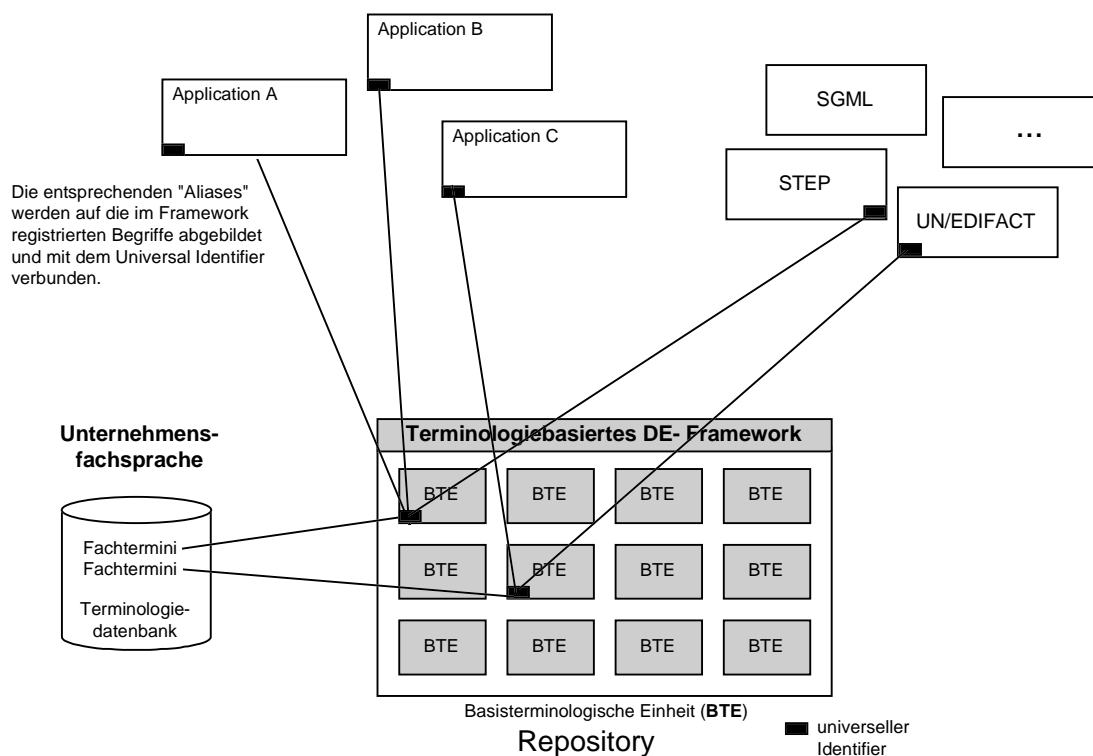 Application B
Application A
Application C
SGML
...
STEP
UN/EDIFACT
Die entsprechenden "Aliases"
werden auf die im Framework
registrierten Begriffe abgebildet
und mit dem Universal Identifier
verbunden.
Unternehmens-
fachsprache
Fachtermini
Fachtermini
Terminologie-
datenbank
Terminologiebasiertes DE- Framework
BTE BTE BTE BTE
BTE BTE BTE BTE
BTE BTE BTE BTE
Basisterminologische Einheit (BTE)
Repository
universeller
Identifier